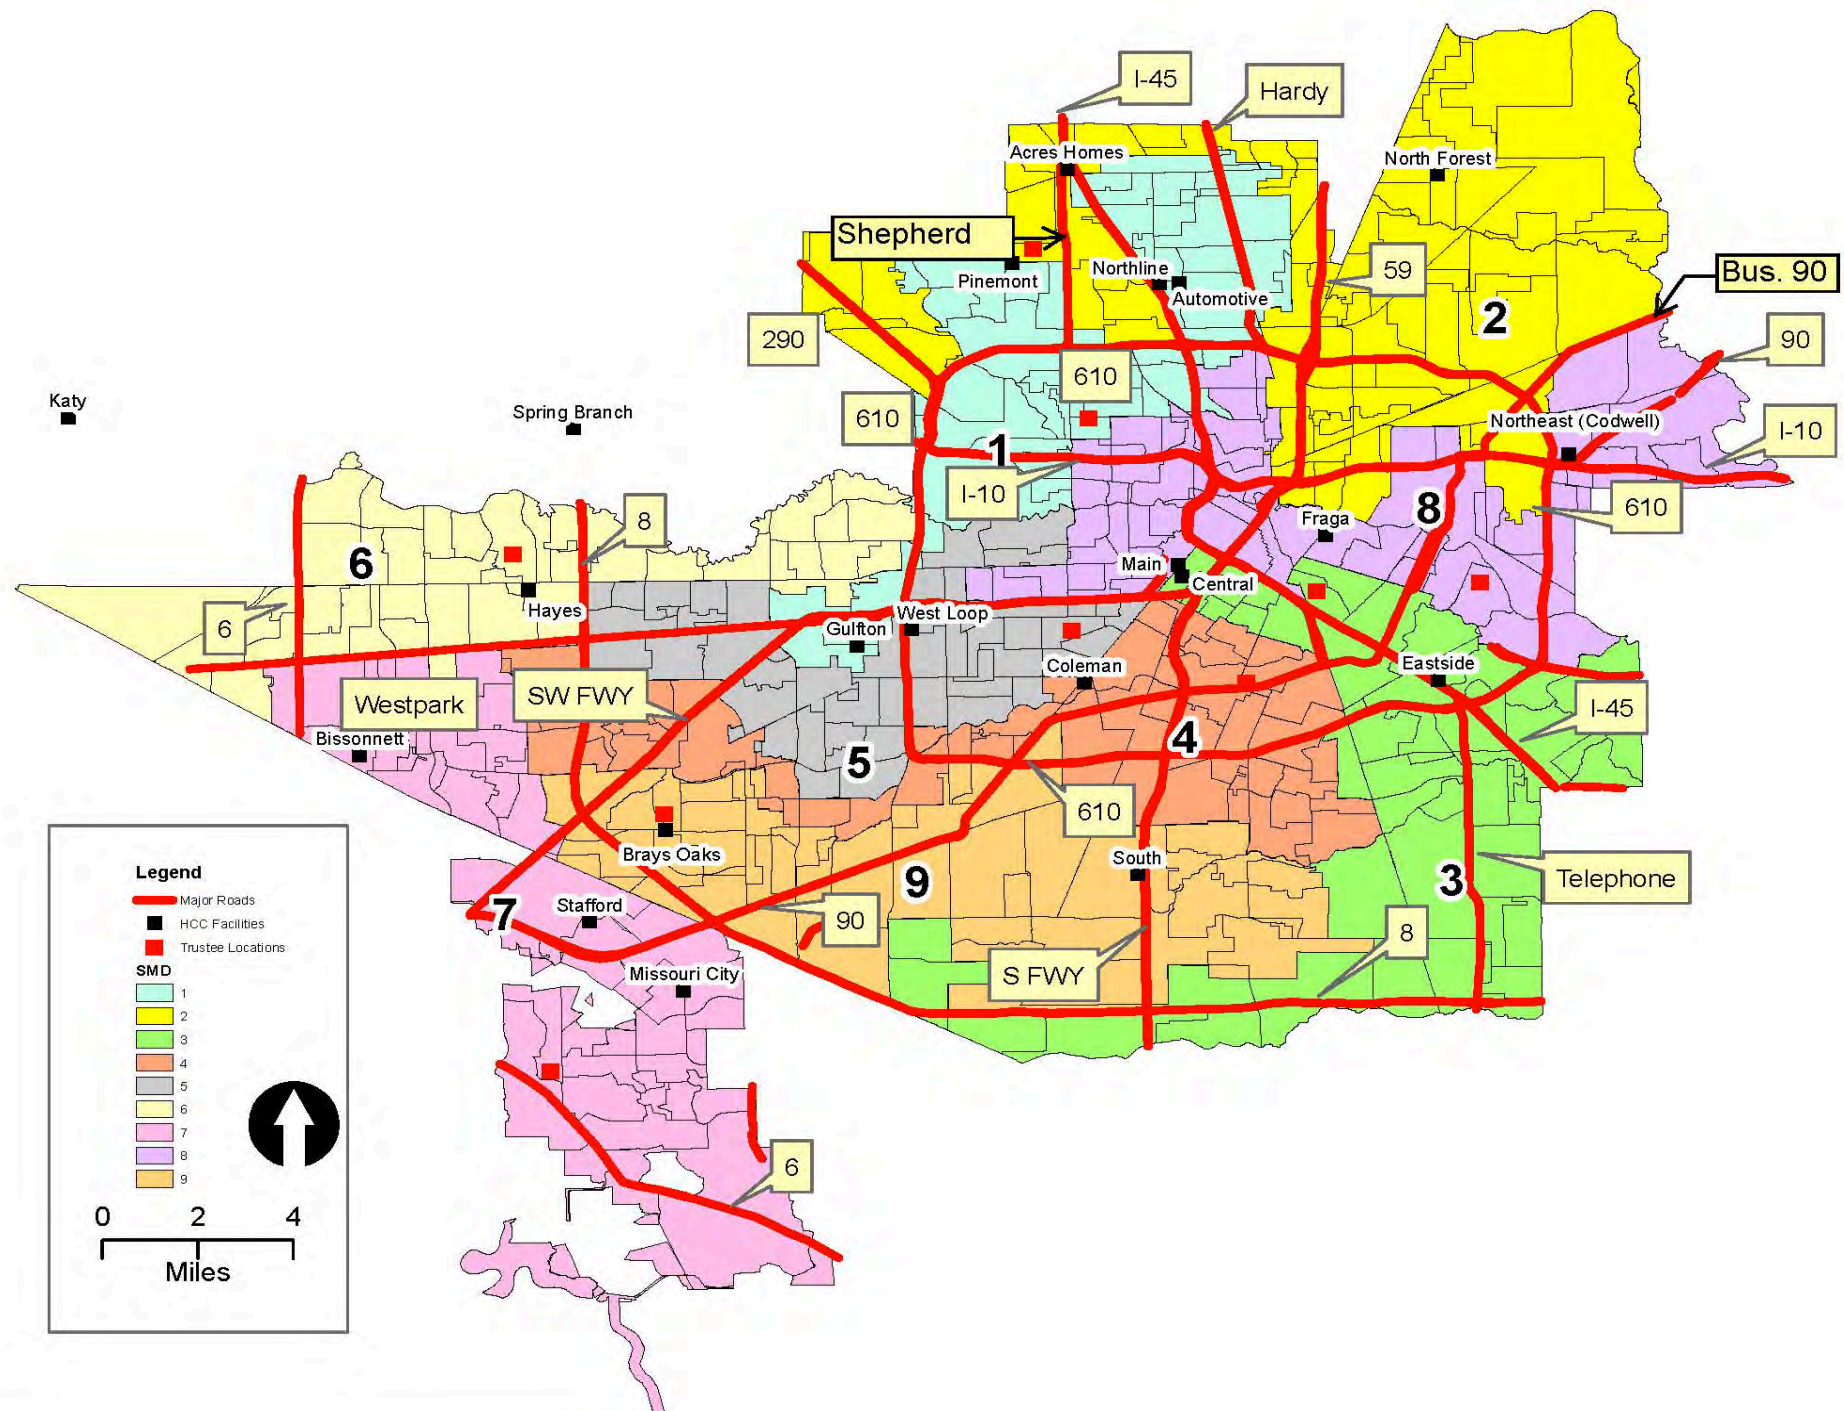 I-45
Hardy
Acres Homes
North Forest
Shepherd
59
Bus. 90
Northline
Pinemont
Automotive
2
290
90
610
Katy
Spring Branch
610
Northeast (Codwell)
I-10
1
I-10
8
610
8
Fraga
6
Main
Central
Hayes
6
West Loop
Gulfton
Coleman
Eastside
SW FWY
Westpark
I-45
Bissonnett
4
5
610
Brays Oaks
South
Telephone
9
3
7
Stafford
90
8
S FWY
Missouri City
6
Legend
Major Roads
HCC Facilities
Trustee Locations
SMD
1
2
3
4
5
6
7
8
9
0 2 4
Miles